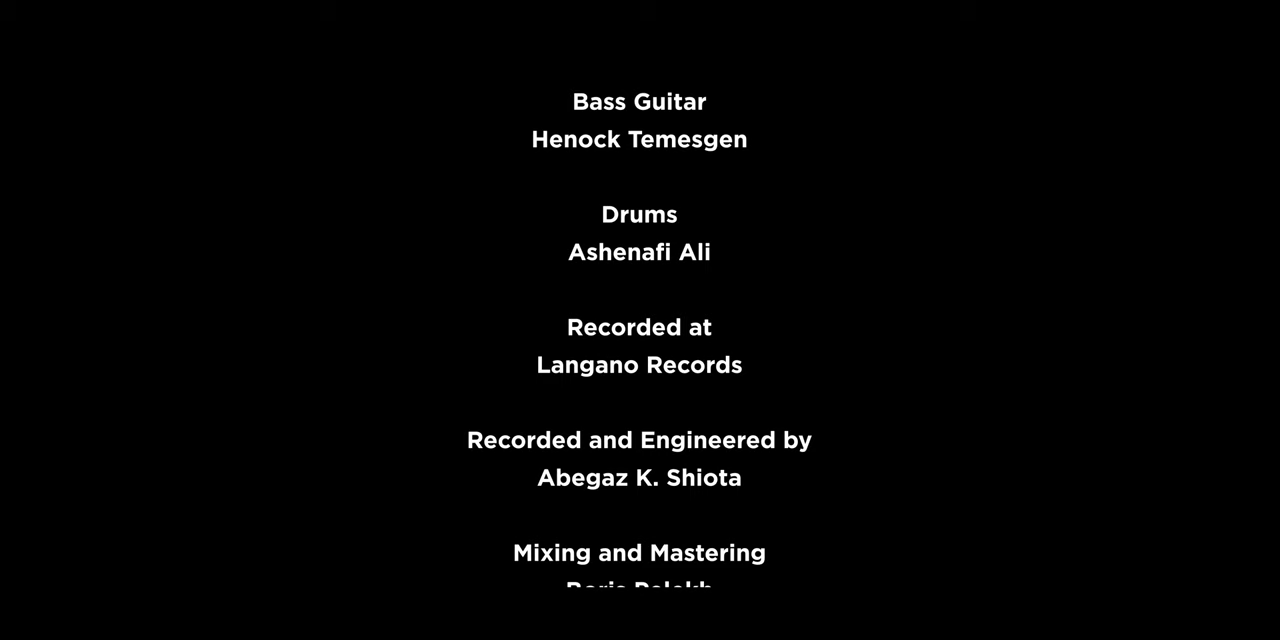 Bass Guitar
Henock Temesgen
Drums
Ashenafi Ali
Recorded at
Langano Records
Recorded and Engineered by
Abegaz K. Shiota
Mixing and Mastering
Boris